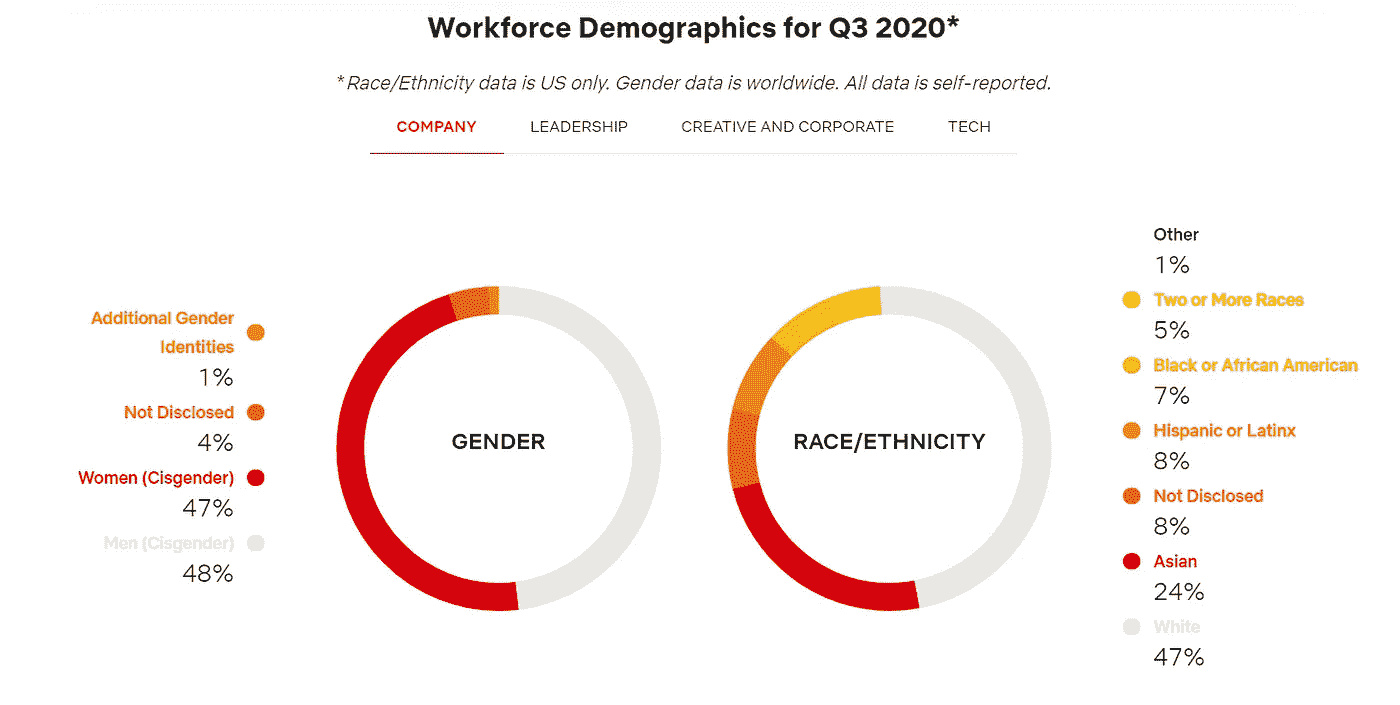 Workforce Demographics for Q3 2020*
*Race/Ethnicity data is US only. Gender data is worldwide. All data is self-reported.
COMPANY LEADERSHIP CREATIVE AND CORPORATE TECH
Additional Gender
Identities
1%
Not Disclosed
4%
Women (Cisgender)
47%
Men (Cisgender)
48%
GENDER
RACE/ETHNICITY
Other
1%
Two or More Races
5%
Black or African American
7%
Hispanic or Latinx
8%
Not Disclosed
8%
Asian
24%
White
47%